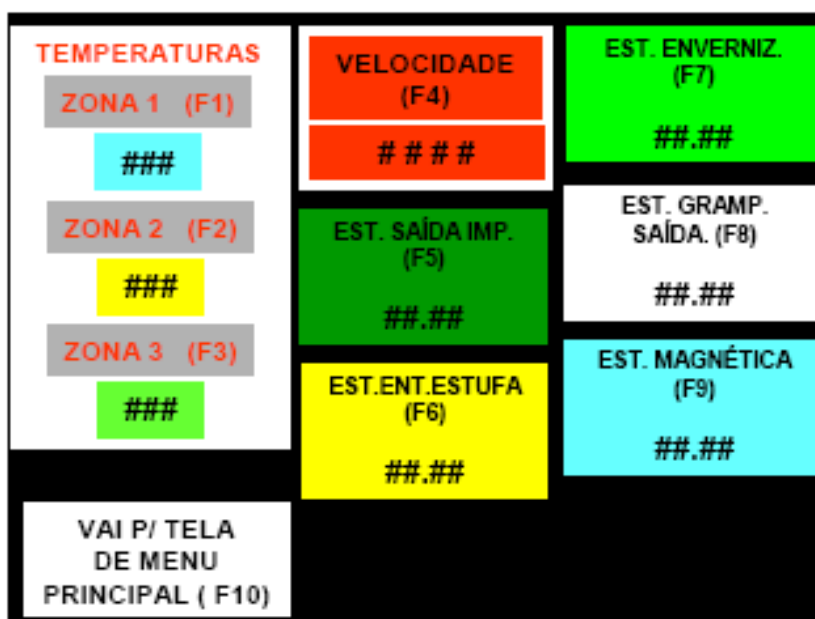 TEMPERATURAS
ZONA 1 (F1)
###
ZONA 2 (F2)
###
ZONA 3 (F3)
###
VAI P/ TELA
DE MENU
PRINCIPAL ( F10)
VELOCIDADE
(F4)
# # # #
EST. SAÍDA IMP.
(F5)
##.##
EST.ENT.ESTUFA
(F6)
##.##
EST. ENVERNIZ.
(F7)
##.##
EST. GRAMP.
SAÍDA. (F8)
##.##
EST. MAGNÉTICA
(F9)
##.##